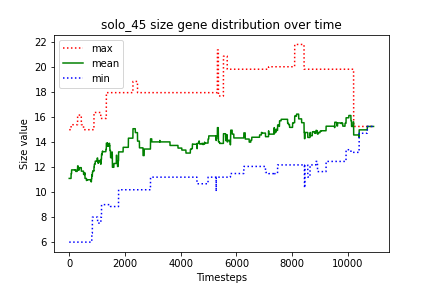 solo_45 size gene distribution over time
max
mean
min
Size value
22
20
18
16
14
12
10
8
6
0 2000 4000 6000 8000 10000
Timesteps